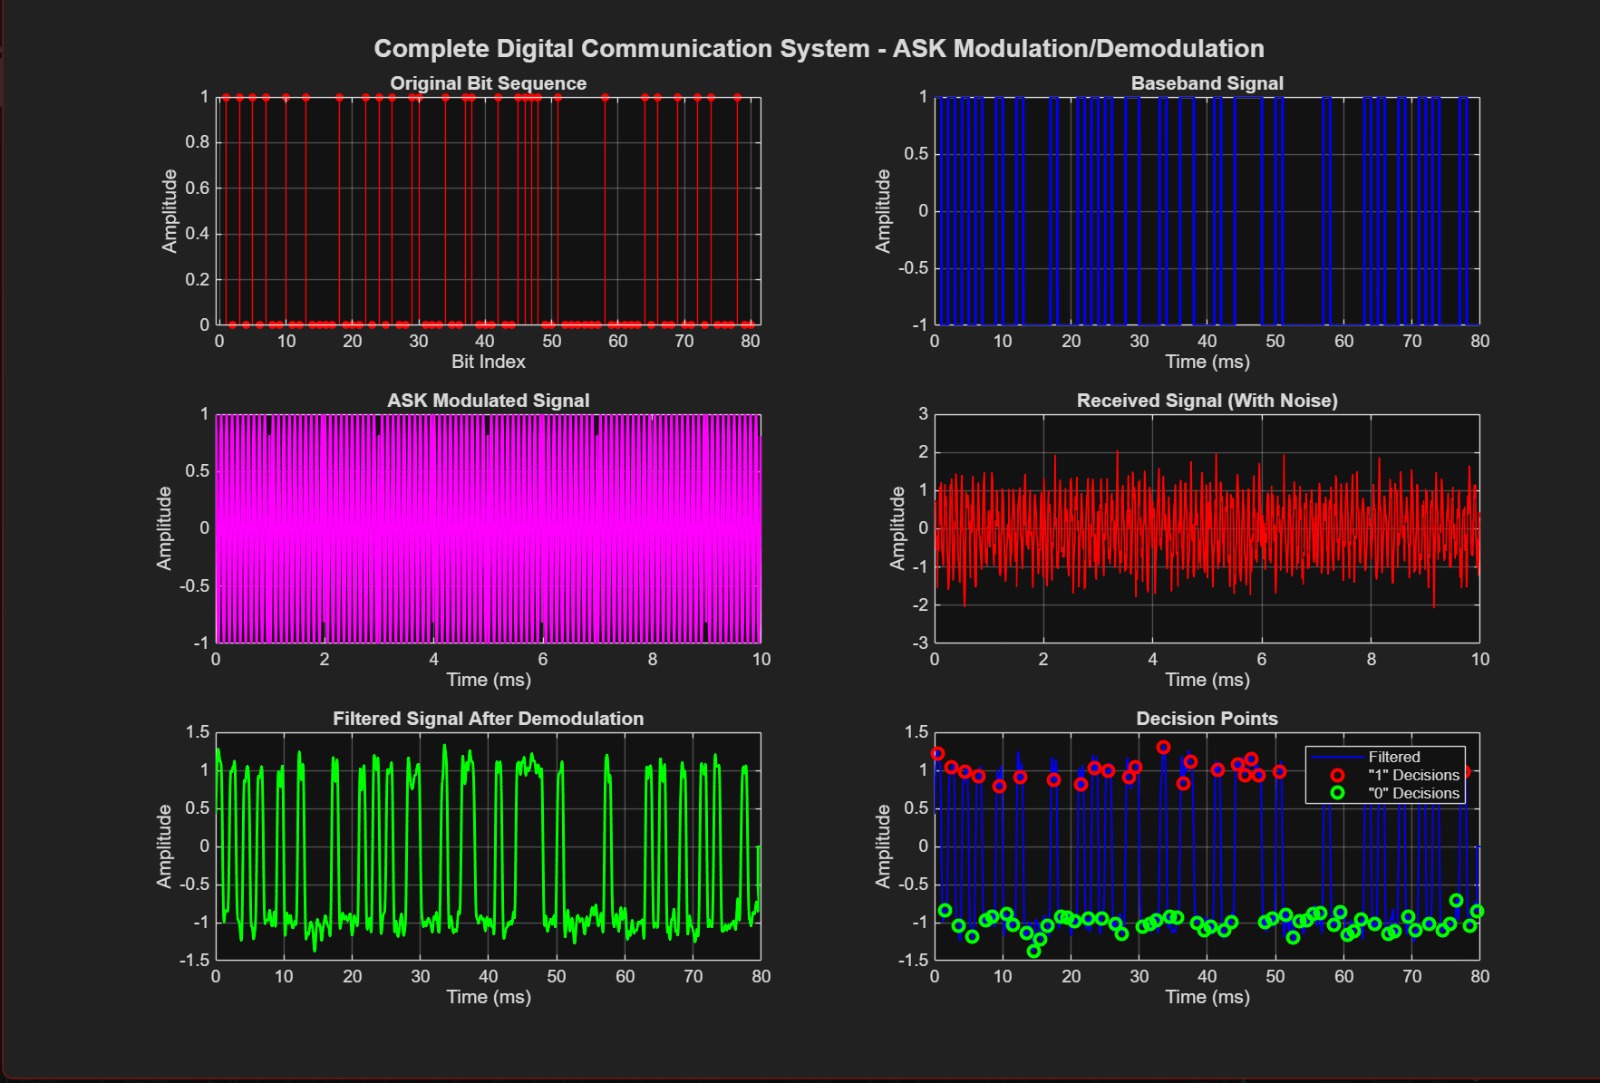 Complete Digital Communication System - ASK Modulation/Demodulation
Original Bit Sequence
1
0.8
0.6
0.4
0.2
0
Amplitude
0 10 20 30 40 50 60 70 80
Bit Index
Baseband Signal
1
0.5
0
-0.5
-1
Amplitude
0 10 20 30 40 50 60 70 80
Time (ms)
ASK Modulated Signal
1
0.5
0
-0.5
-1
Amplitude
0 2 4 6 8 10
Time (ms)
Received Signal (With Noise)
3
2
1
0
-1
-2
-3
Amplitude
0 2 4 6 8 10
Time (ms)
Filtered Signal After Demodulation
1.5
1
0.5
0
-0.5
-1
-1.5
Amplitude
0 10 20 30 40 50 60 70 80
Time (ms)
Decision Points
1.5
1
0.5
0
-0.5
-1
-1.5
Amplitude
Filtered
"1" Decisions
"0" Decisions
0 10 20 30 40 50 60 70 80
Time (ms)